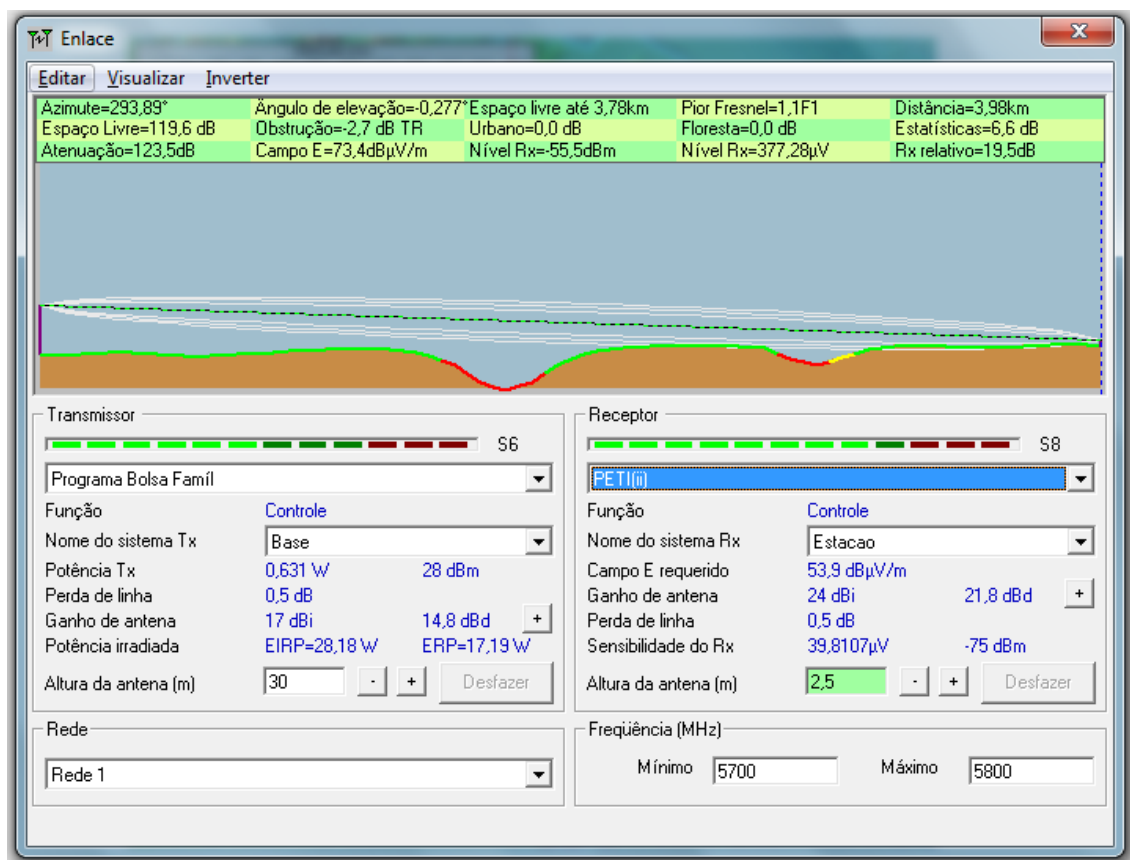 Enlace
Editar Visualizar Inverter
Azimute=293,89° Ângulo de elevação=-0,277° Espaço livre até 3,78km Pior Fresnel=1,1F1 Distância=3,98km
Espaço Livre=119,6 dB Obstrução=-2,7 dB TR Urbano=0,0 dB Floresta=0,0 dB Estatísticas=6,6 dB
Atenuação=123,5dB Campo E=73,4dBµV/m Nível Rx=-55,5dBm Nível Rx=377,28µV Rx relativo=19,5dB
Transmissor
S6
Programa Bolsa Famíl
Função Controle
Nome do sistema Tx Base
Potência Tx 0,631 W 28 dBm
Perda de linha 0,5 dB
Ganho de antena 17 dBi 14,8 dBd +
Potência irradiada EIRP=28,18 W ERP=17,19 W
Altura da antena (m) 30 - + Desfazer
Receptor
S8
PETI(ii)
Função Controle
Nome do sistema Rx Estacao
Campo E requerido 53,9 dBµV/m
Ganho de antena 24 dBi 21,8 dBd +
Perda de linha 0,5 dB
Sensibilidade do Rx 39,8107µV -75 dBm
Altura da antena (m) 2,5 - + Desfazer
Rede
Rede 1
Freqüência (MHz)
Mínimo 5700 Máximo 5800